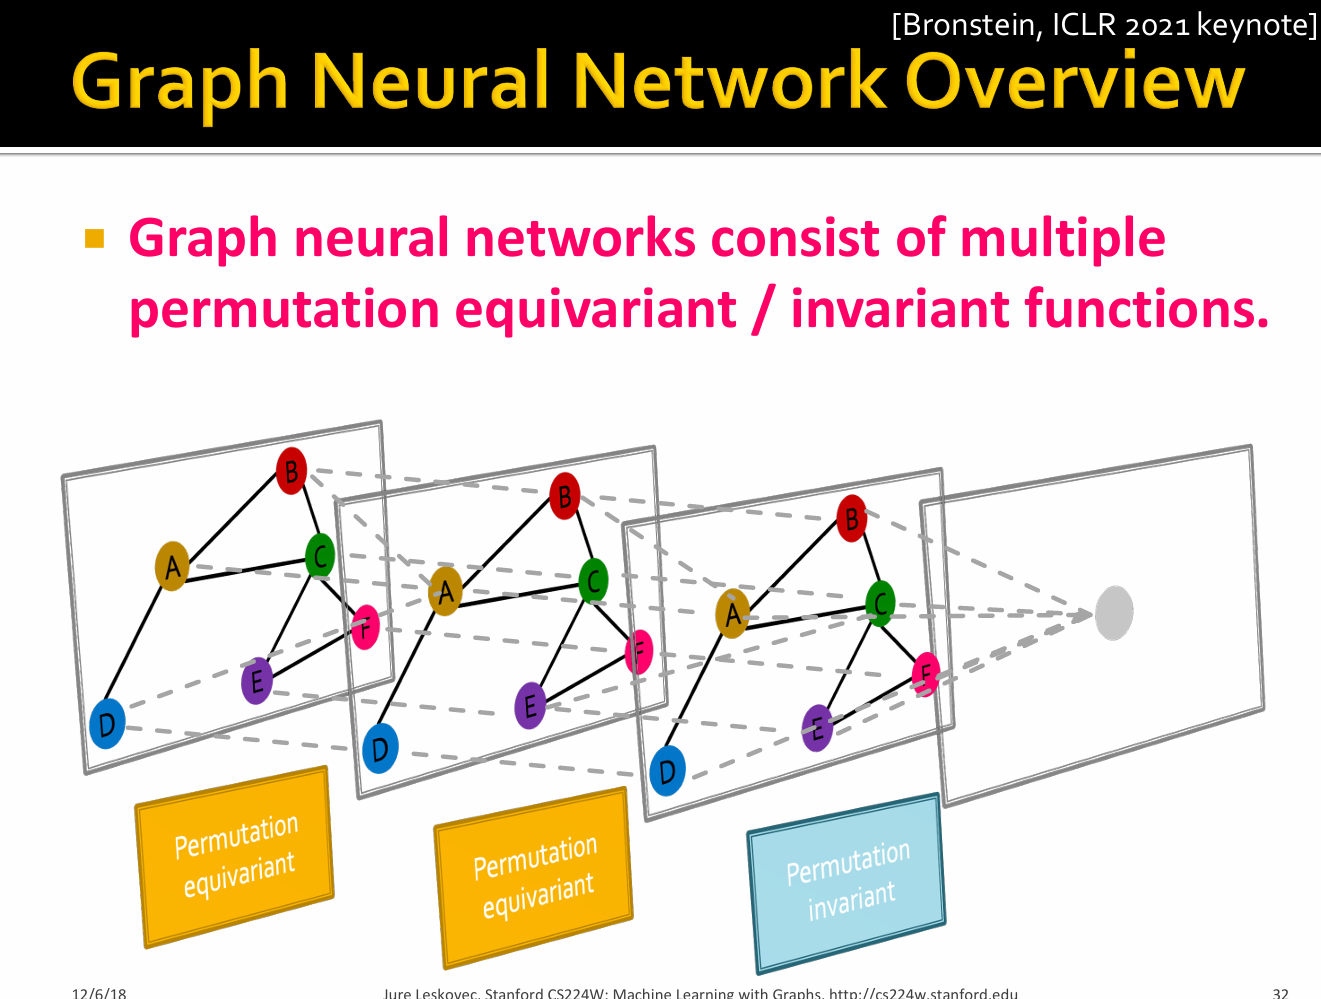 [Bronstein, ICLR 2021 keynote]
Graph Neural Network Overview
Graph neural networks consist of multiple
permutation equivariant / invariant functions.
B
A
C
F
E
D
B
A
C
F
E
D
B
A
C
F
E
D
Permutation
equivariant
Permutation
equivariant
Permutation
invariant
12/6/18
Jure Leskovec, Stanford CS224W: Machine Learning with Graphs, http://cs224w.stanford.edu
32